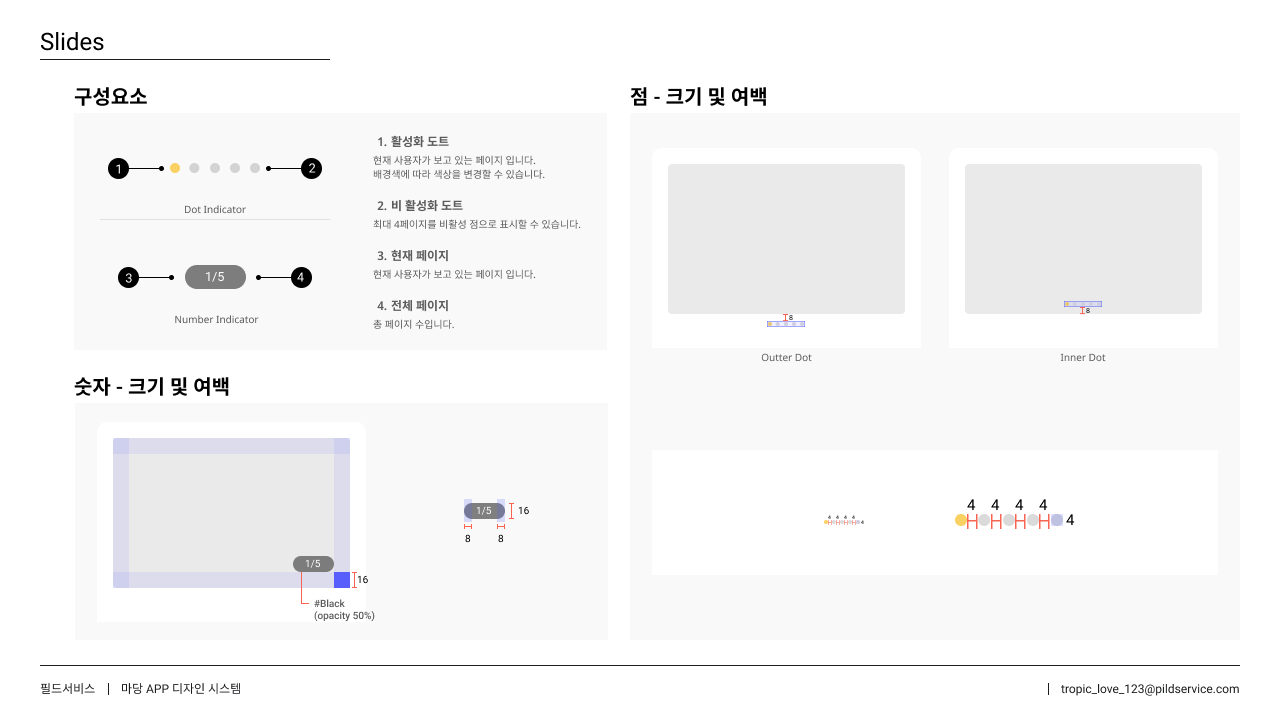 Slides
구성요소
1
2
Dot Indicator
3
1/5
4
Number Indicator
1. 활성화 도트
현재 사용자가 보고 있는 페이지 입니다.
배경색에 따라 색상을 변경할 수 있습니다.
2. 비 활성화 도트
최대 4페이지를 비활성 점으로 표시할 수 있습니다.
3. 현재 페이지
현재 사용자가 보고 있는 페이지 입니다.
4. 전체 페이지
총 페이지 수입니다.
숫자 - 크기 및 여백
1/5
16
#Black
(opacity 50%)
1/5
16
8 8
점 - 크기 및 여백
8
Outter Dot
8
Inner Dot
4 4 4 4
4
4 4 4 4
4
필드서비스 | 마당 APP 디자인 시스템
| tropic_love_123@pildservice.com